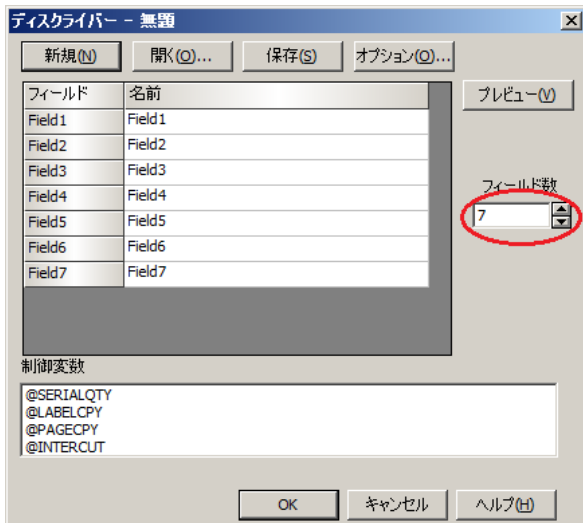 ディスクライバー - 無題
新規(N) 開く(O)... 保存(S) オプション(O)...
フィールド 名前 プレビュー(V)
Field1 Field1
Field2 Field2
Field3 Field3
フィールド数
Field4 Field4
7
Field5 Field5
Field6 Field6
Field7 Field7
制御変数
@SERIALQTY
@LABELCPY
@PAGECPY
@INTERCUT
OK キャンセル ヘルプ(H)